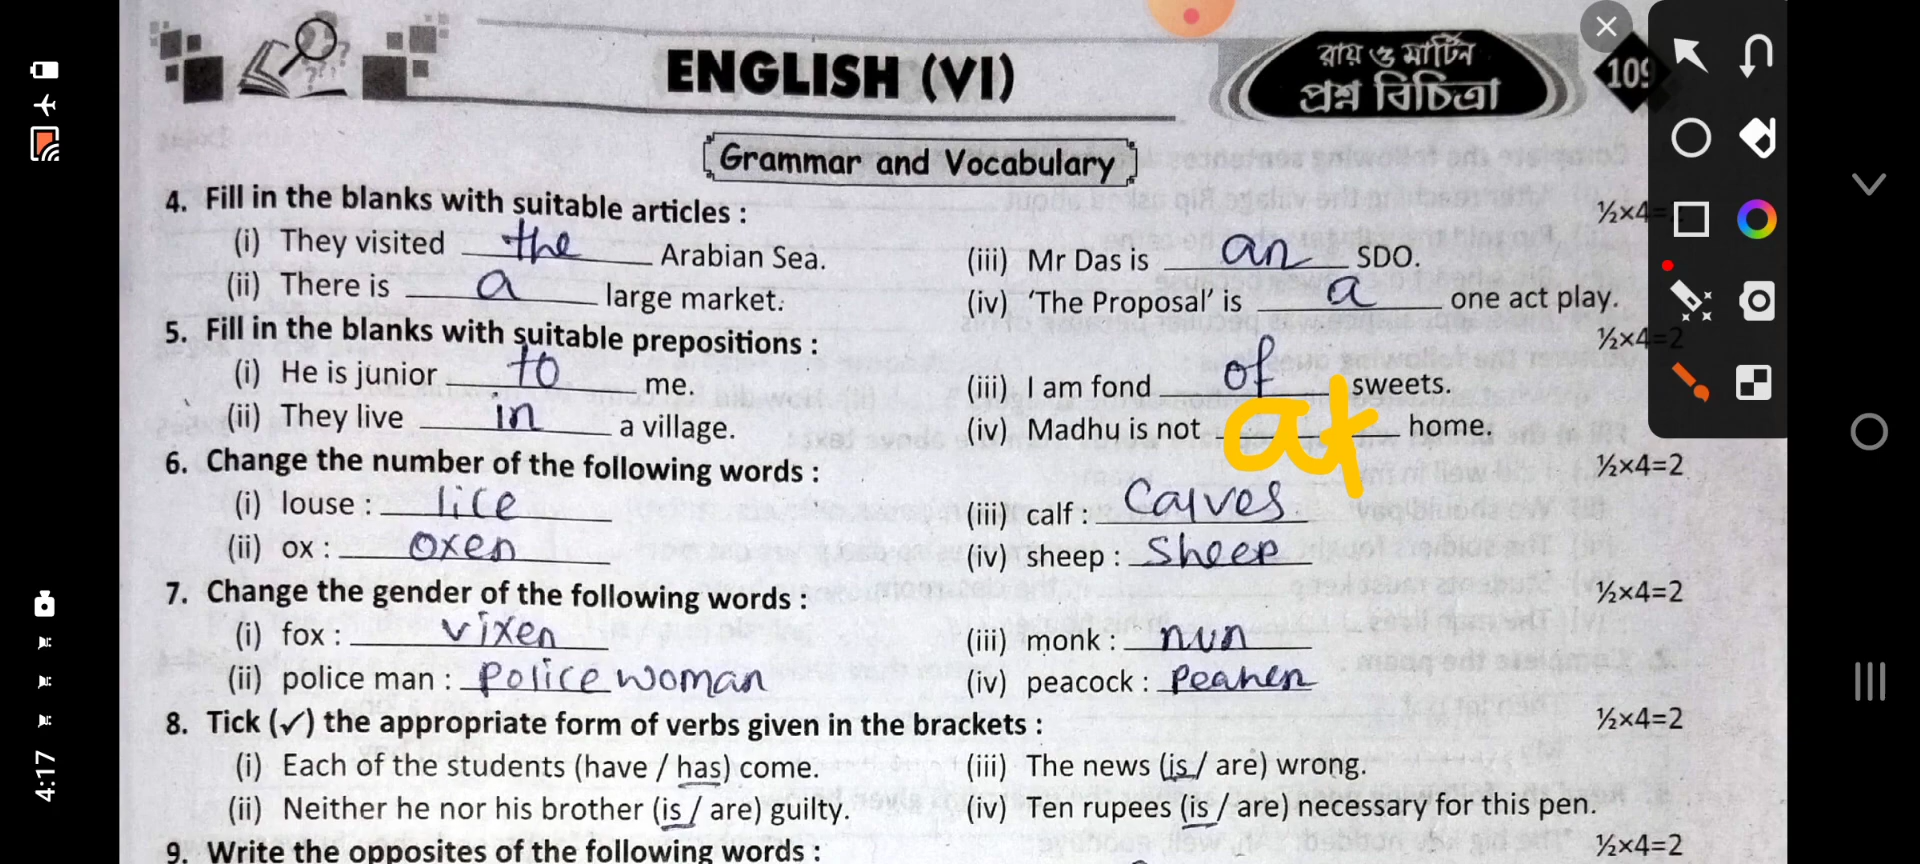 ENGLISH (VI)
রায় ও মার্টিন
প্রশ্ন বিচিত্রা
109
Grammar and Vocabulary
4. Fill in the blanks with suitable articles : ½×4=2
(i) They visited the Arabian Sea. (iii) Mr Das is an SDO.
(ii) There is a large market. (iv) 'The Proposal' is a one act play.
5. Fill in the blanks with suitable prepositions : ½×4=2
(i) He is junior to me. (iii) I am fond of sweets.
(ii) They live in a village. (iv) Madhu is not at home.
6. Change the number of the following words : ½×4=2
(i) louse : lice (iii) calf : calves
(ii) ox : oxen (iv) sheep : Sheep
7. Change the gender of the following words : ½×4=2
(i) fox : vixen (iii) monk : nun
(ii) police man : Police woman (iv) peacock : Peahen
8. Tick (✓) the appropriate form of verbs given in the brackets : ½×4=2
(i) Each of the students (have / has) come. (iii) The news (is / are) wrong.
(ii) Neither he nor his brother (is / are) guilty. (iv) Ten rupees (is / are) necessary for this pen.
9. Write the opposites of the following words : ½×4=2
4:17